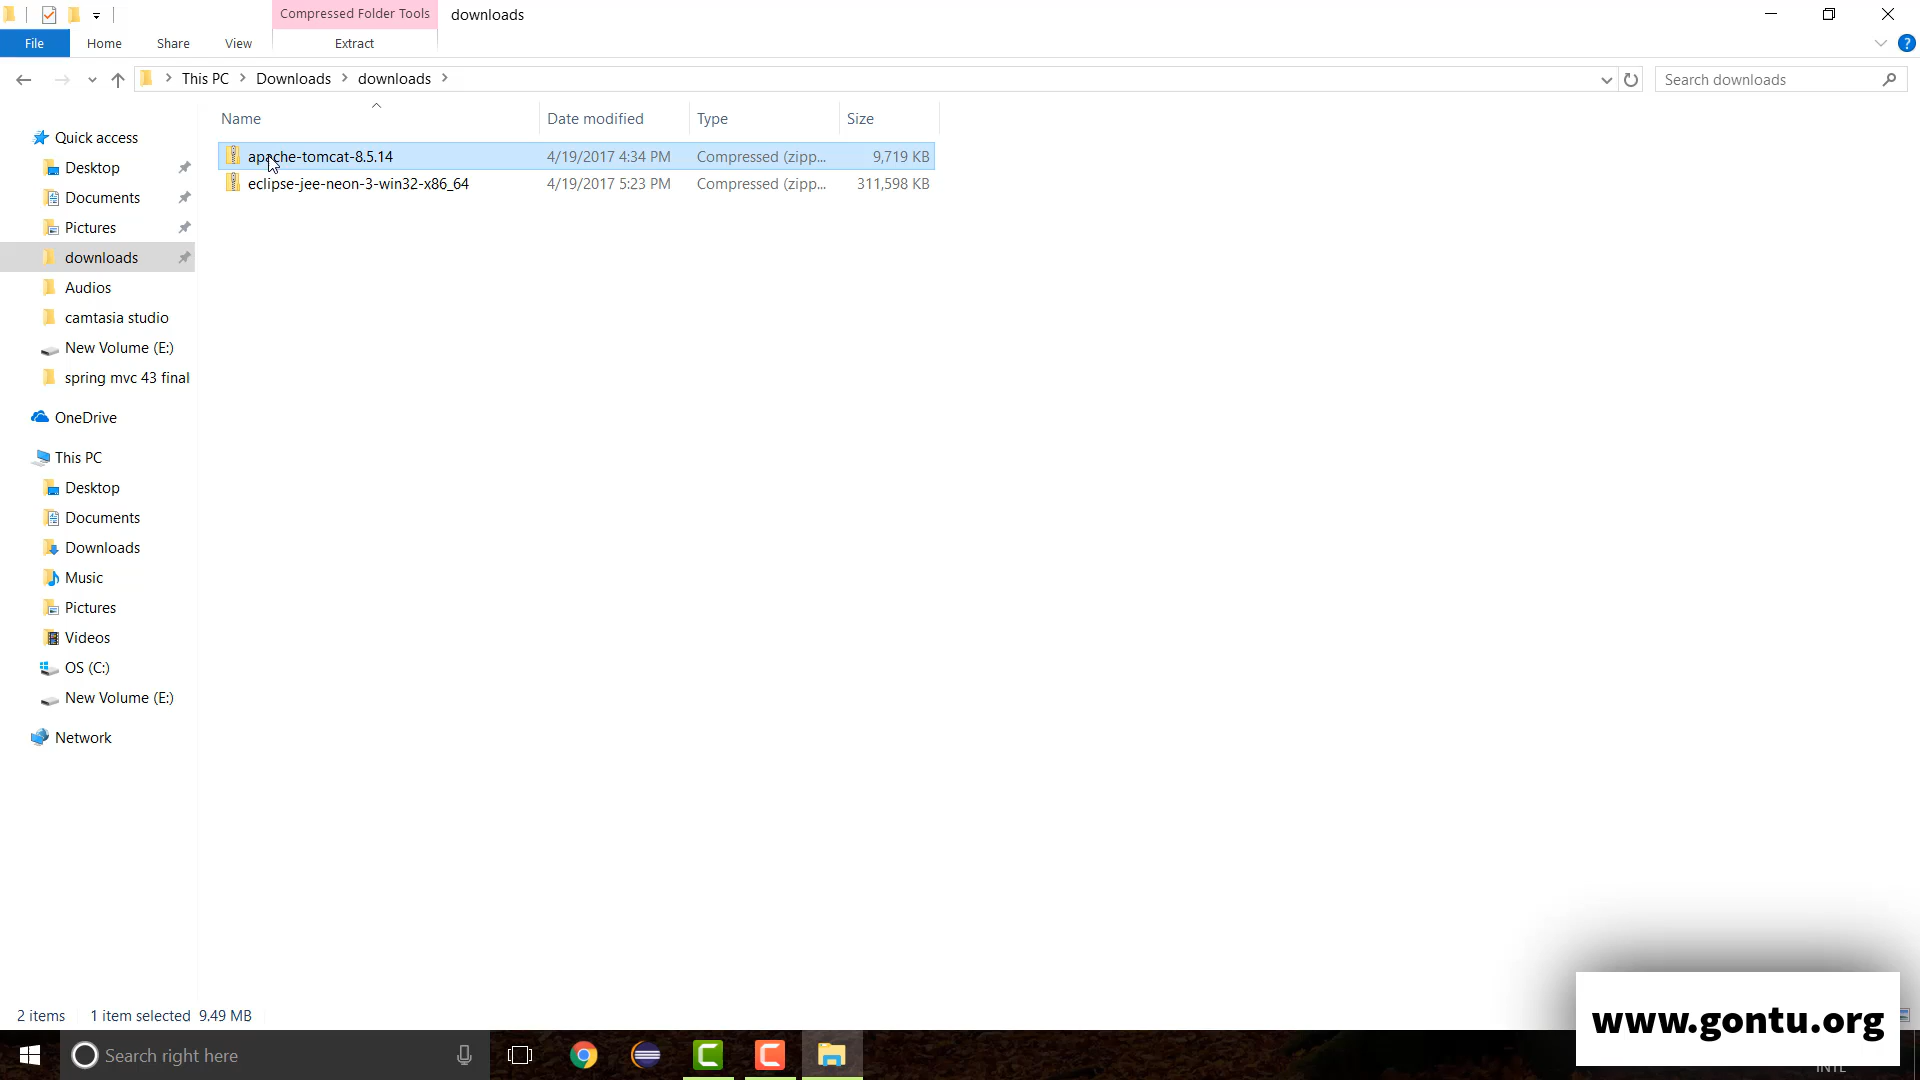 Compressed Folder Tools
downloads
File
Home
Share
View
Extract
This PC
Downloads
downloads
Search downloads
Name
Date modified
Type
Size
apache-tomcat-8.5.14
4/19/2017 4:34 PM
Compressed (zipp...
9,719 KB
eclipse-jee-neon-3-win32-x86_64
4/19/2017 5:23 PM
Compressed (zipp...
311,598 KB
Quick access
Desktop
Documents
Pictures
downloads
Audios
camtasia studio
New Volume (E:)
spring mvc 43 final
OneDrive
This PC
Desktop
Documents
Downloads
Music
Pictures
Videos
OS (C:)
New Volume (E:)
Network
2 items
1 item selected 9.49 MB
www.gontu.org
Search right here